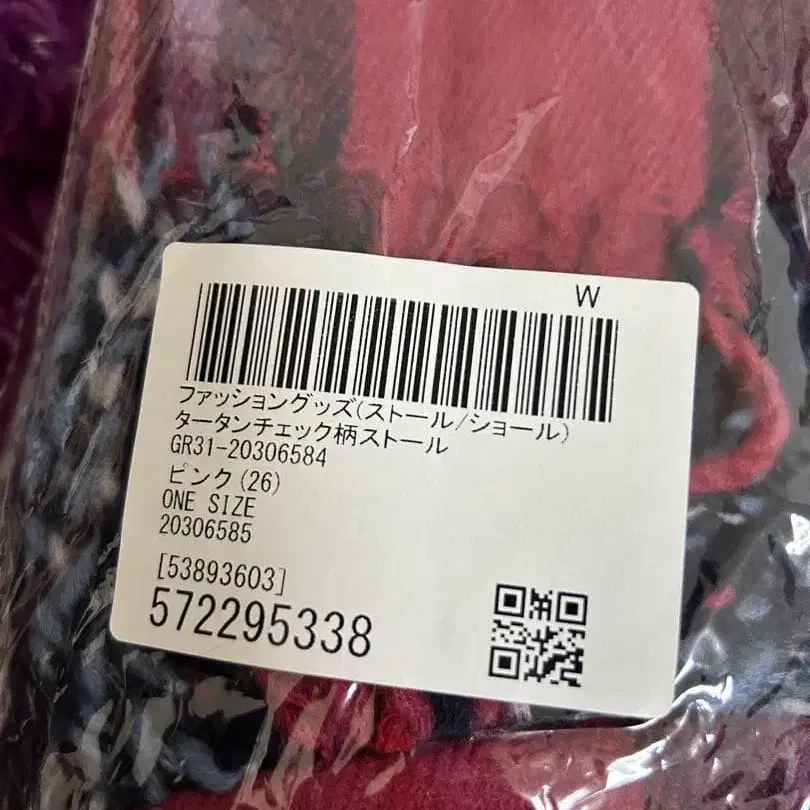 W
ファッショングッズ(ストール/ショール)
タータンチェック柄ストール
GR31-20306584
ピンク(26)
ONE SIZE
20306585
[53893603]
572295338